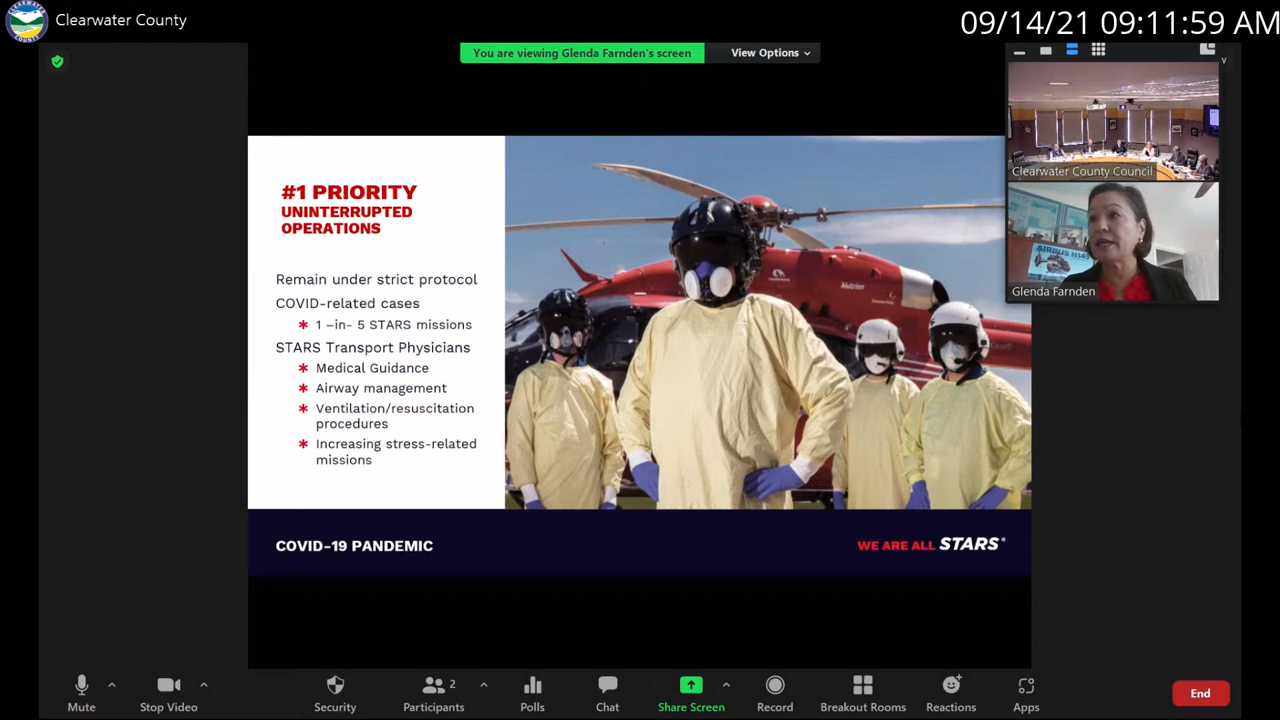 Clearwater County
09/14/21 09:11:59 AM
You are viewing Glenda Farnden's screen
View Options
Clearwater County Council
AIRBUS H145
Glenda Farnden
#1 PRIORITY
UNINTERRUPTED
OPERATIONS
Remain under strict protocol
COVID-related cases
* 1 –in- 5 STARS missions
STARS Transport Physicians
* Medical Guidance
* Airway management
* Ventilation/resuscitation
procedures
* Increasing stress-related
missions
COVID-19 PANDEMIC
WE ARE ALL STARS®
Mute
Stop Video
Security
Participants
2
Polls
Chat
Share Screen
Record
Breakout Rooms
Reactions
Apps
End